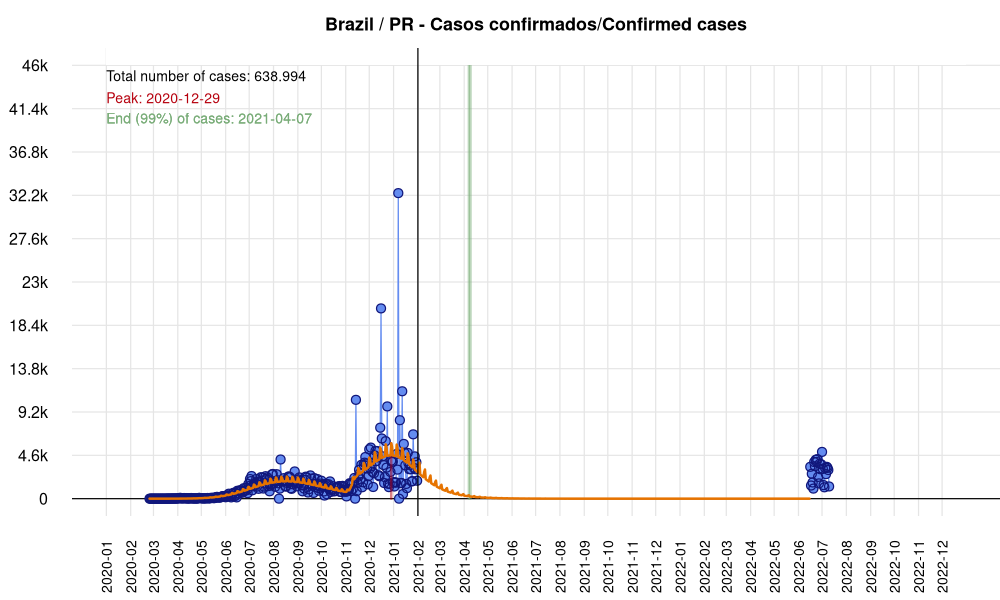 Brazil / PR - Casos confirmados/Confirmed cases
46k
41.4k
36.8k
32.2k
27.6k
23k
18.4k
13.8k
9.2k
4.6k
0
Total number of cases: 638.994
Peak: 2020-12-29
End (99%) of cases: 2021-04-07
2020-01
2020-02
2020-03
2020-04
2020-05
2020-06
2020-07
2020-08
2020-09
2020-10
2020-11
2020-12
2021-01
2021-02
2021-03
2021-04
2021-05
2021-06
2021-07
2021-08
2021-09
2021-10
2021-11
2021-12
2022-01
2022-02
2022-03
2022-04
2022-05
2022-06
2022-07
2022-08
2022-09
2022-10
2022-11
2022-12